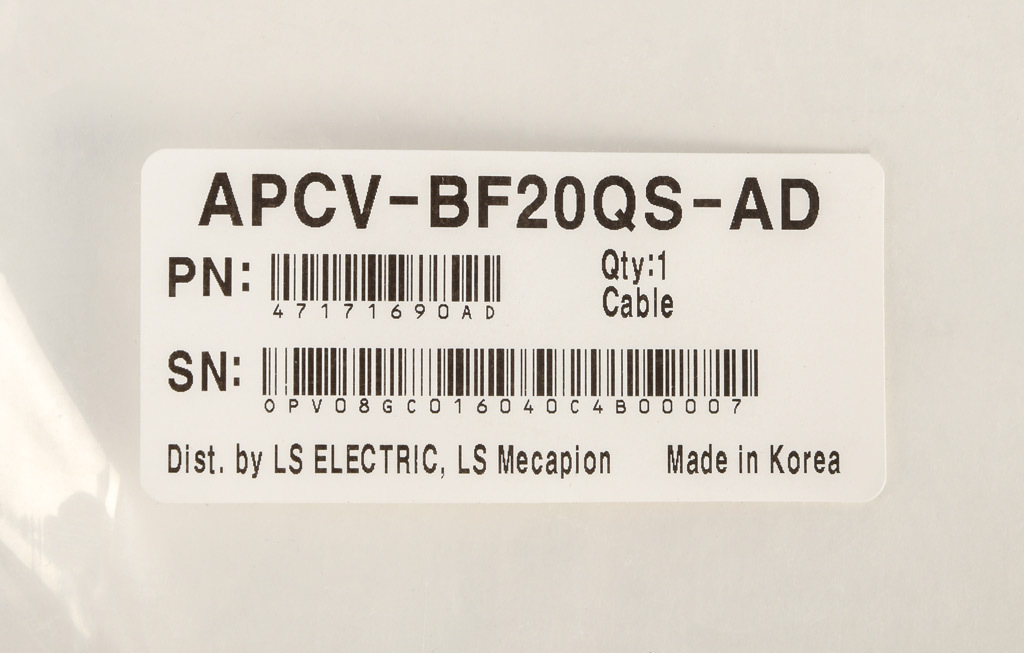 APCV-BF20QS-AD
PN: 47171690AD
Qty:1
Cable
SN: 0PV08GC016040C4B00007
Dist. by LS ELECTRIC, LS Mecapion Made in Korea